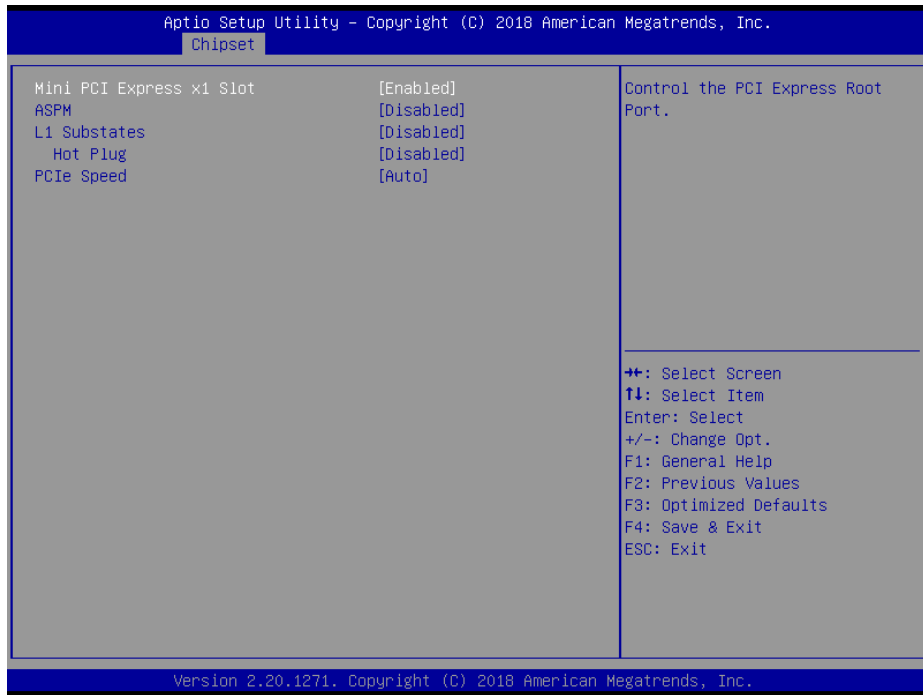 Aptio Setup Utility – Copyright (C) 2018 American Megatrends, Inc.
Chipset
Mini PCI Express x1 Slot [Enabled]
ASPM [Disabled]
L1 Substates [Disabled]
Hot Plug [Disabled]
PCIe Speed [Auto]
Control the PCI Express Root
Port.
→←: Select Screen
↑↓: Select Item
Enter: Select
+/-: Change Opt.
F1: General Help
F2: Previous Values
F3: Optimized Defaults
F4: Save & Exit
ESC: Exit
Version 2.20.1271. Copyright (C) 2018 American Megatrends, Inc.